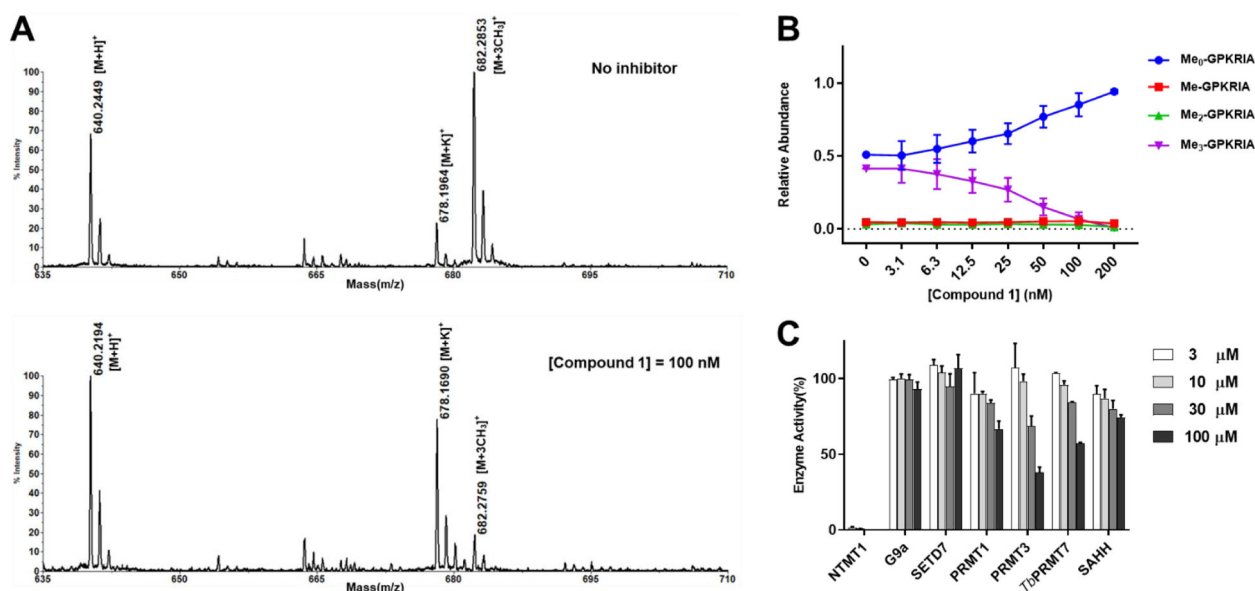 A
640.2449 [M+H]⁺
682.2853
[M+3CH₃]⁺
678.1964 [M+K]⁺
No inhibitor
% Intensity
100
90
80
70
60
50
40
30
20
10
0
635 650 665 680 695 710
Mass(m/z)
640.2194
[M+H]⁺
678.1690 [M+K]⁺
682.2759 [M+3CH₃]⁺
[Compound 1] = 100 nM
% Intensity
100
90
80
70
60
50
40
30
20
10
0
635 650 665 680 695 710
Mass(m/z)
B
Relative Abundance
1.0
0.5
0.0
0 3.1 6.3 12.5 25 50 100 200
[Compound 1] (nM)
Me₀-GPKRIA
Me-GPKRIA
Me₂-GPKRIA
Me₃-GPKRIA
C
Enzyme Activity(%)
100
50
0
NTMT1 G9a SETD7 PRMT1 PRMT3 TbPRMT7 SAHH
3 μM
10 μM
30 μM
100 μM